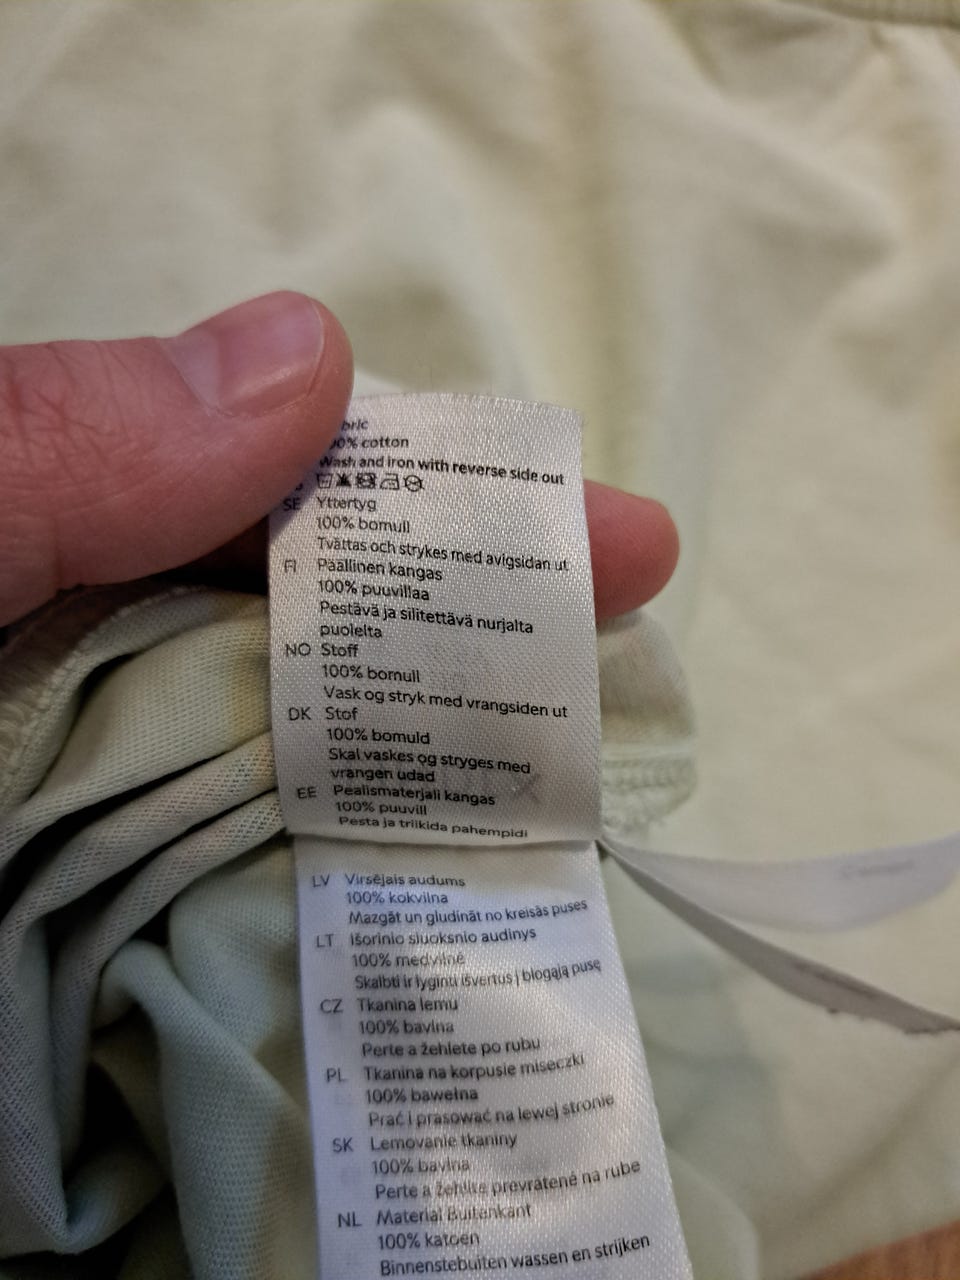 cotton
Wash and iron with reverse side out
SE Yttertyg
100% bomull
Tvättas och strykes med avigsidan ut
FI Päällinen kangas
100% puuvillaa
Pestävä ja silitettävä nurjalta
puolelta
NO Stoff
100% bomull
Vask og stryk med vrangsiden ut
DK Stof
100% bomuld
Skal vaskes og stryges med
vrangen udad
EE Pealismaterjali kangas
100% puuvill
Pesta ja triikida pahempidi
LV Virsējais audums
100% kokvilna
Mazgāt un gludināt no kreisās puses
LT Išorinio sluoksnio audinys
100% medvilnė
Skalbti ir lyginti išvertus į blogąją pusę
CZ Tkanina lemu
100% bavlna
Perte a žehlete po rubu
PL Tkanina na korpusie miseczki
100% bawełna
Prać i prasować na lewej stronie
SK Lemovanie tkaniny
100% bavlna
Perte a žehlite prevrátené na rube
NL Material Buitenkant
100% katoen
Binnenstebuiten wassen en strijken